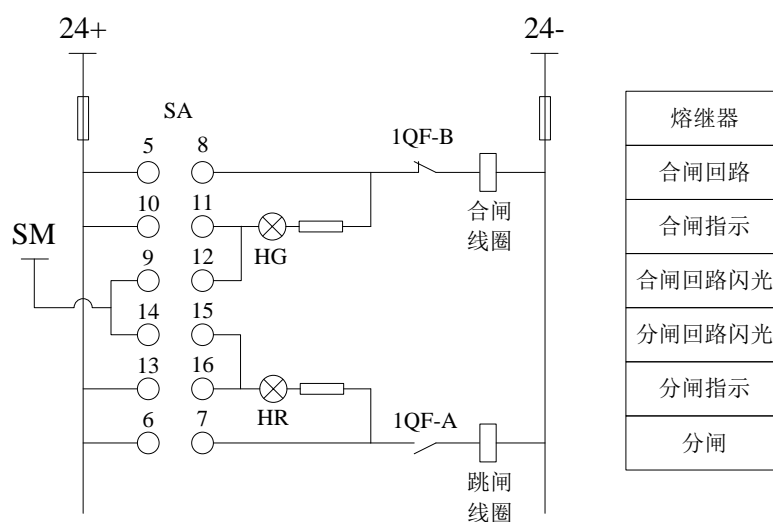 24+
24-
SA
5
8
1QF-B
合闸
线圈
10
11
SM
HG
9
12
14
15
13
16
HR
6
7
1QF-A
跳闸
线圈
熔继器
合闸回路
合闸指示
合闸回路闪光
分闸回路闪光
分闸指示
分闸